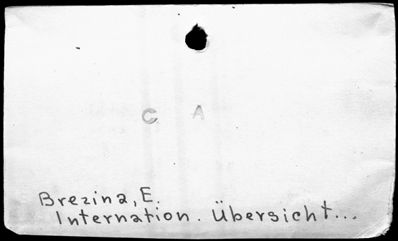 C A
Brezina, E.
Internation. Übersicht...